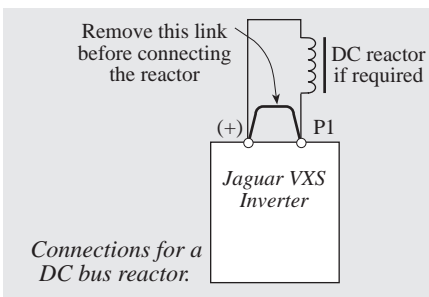 Remove this link
before connecting
the reactor
DC reactor
if required
(+)
P1
Jaguar VXS
Inverter
Connections for a
DC bus reactor.